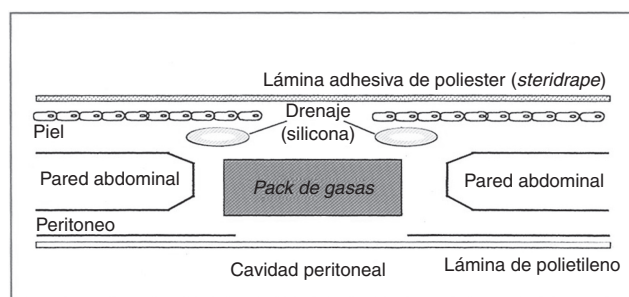 Lámina adhesiva de poliester (steridrape)
Drenaje
(silicona)
Piel
Pared abdominal
Pack de gasas
Pared abdominal
Peritoneo
Cavidad peritoneal
Lámina de polietileno